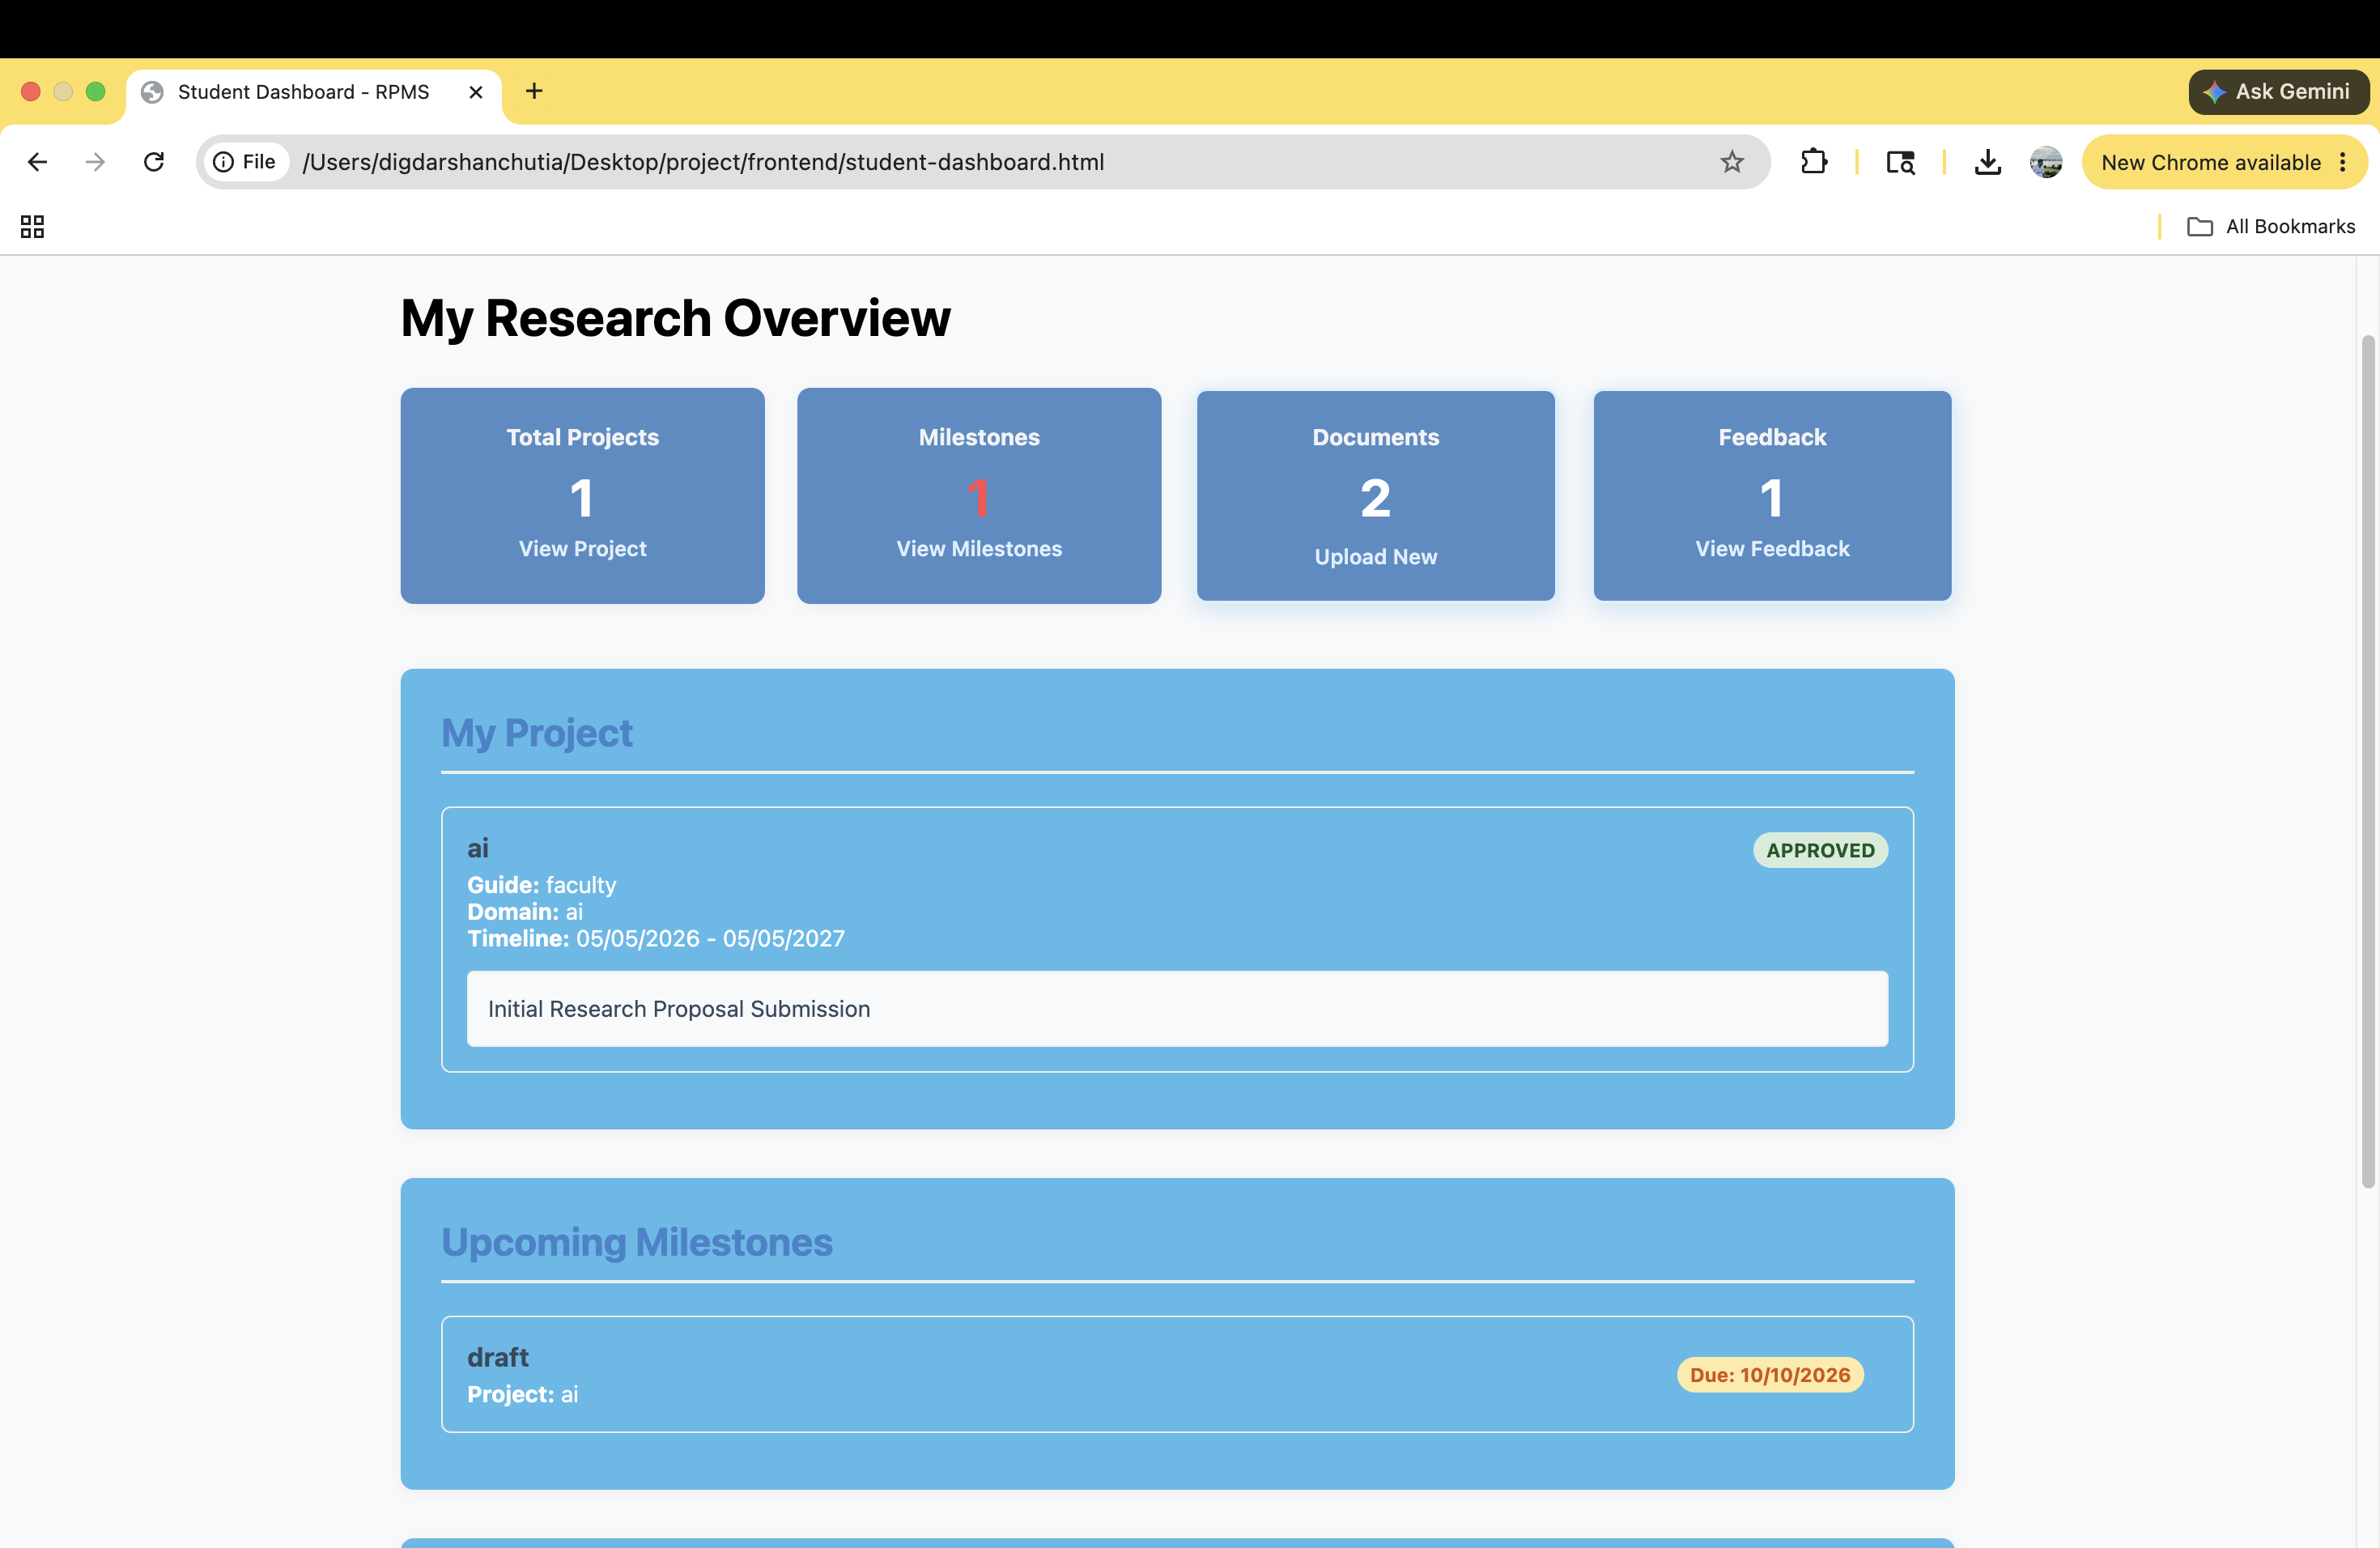 Student Dashboard - RPMS
Ask Gemini
File /Users/digdarshanchutia/Desktop/project/frontend/student-dashboard.html
New Chrome available
All Bookmarks
My Research Overview
Total Projects
1
View Project
Milestones
1
View Milestones
Documents
2
Upload New
Feedback
1
View Feedback
My Project
ai
APPROVED
Guide: faculty
Domain: ai
Timeline: 05/05/2026 - 05/05/2027
Initial Research Proposal Submission
Upcoming Milestones
draft
Project: ai
Due: 10/10/2026